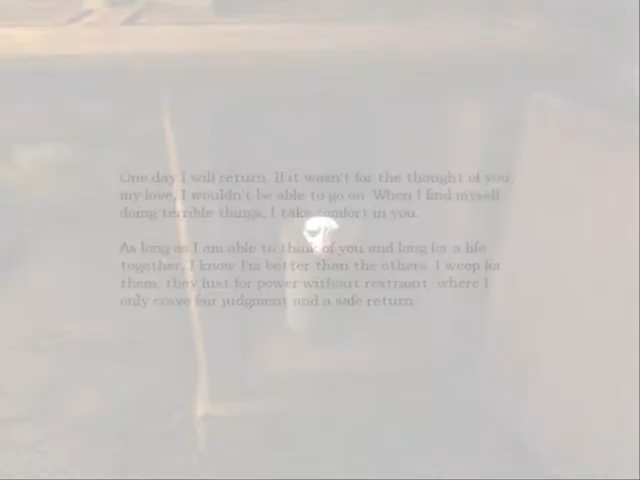 One day I will return. If it wasn't for the thought of you,
my love, I wouldn't be able to go on. When I find myself
doing terrible things, I take comfort in you.
As long as I am able to think of you and long for a life
together, I know I'm better than the others. I weep for
them, they lust for power without restraint, where I
only crave fair judgment and a safe return.